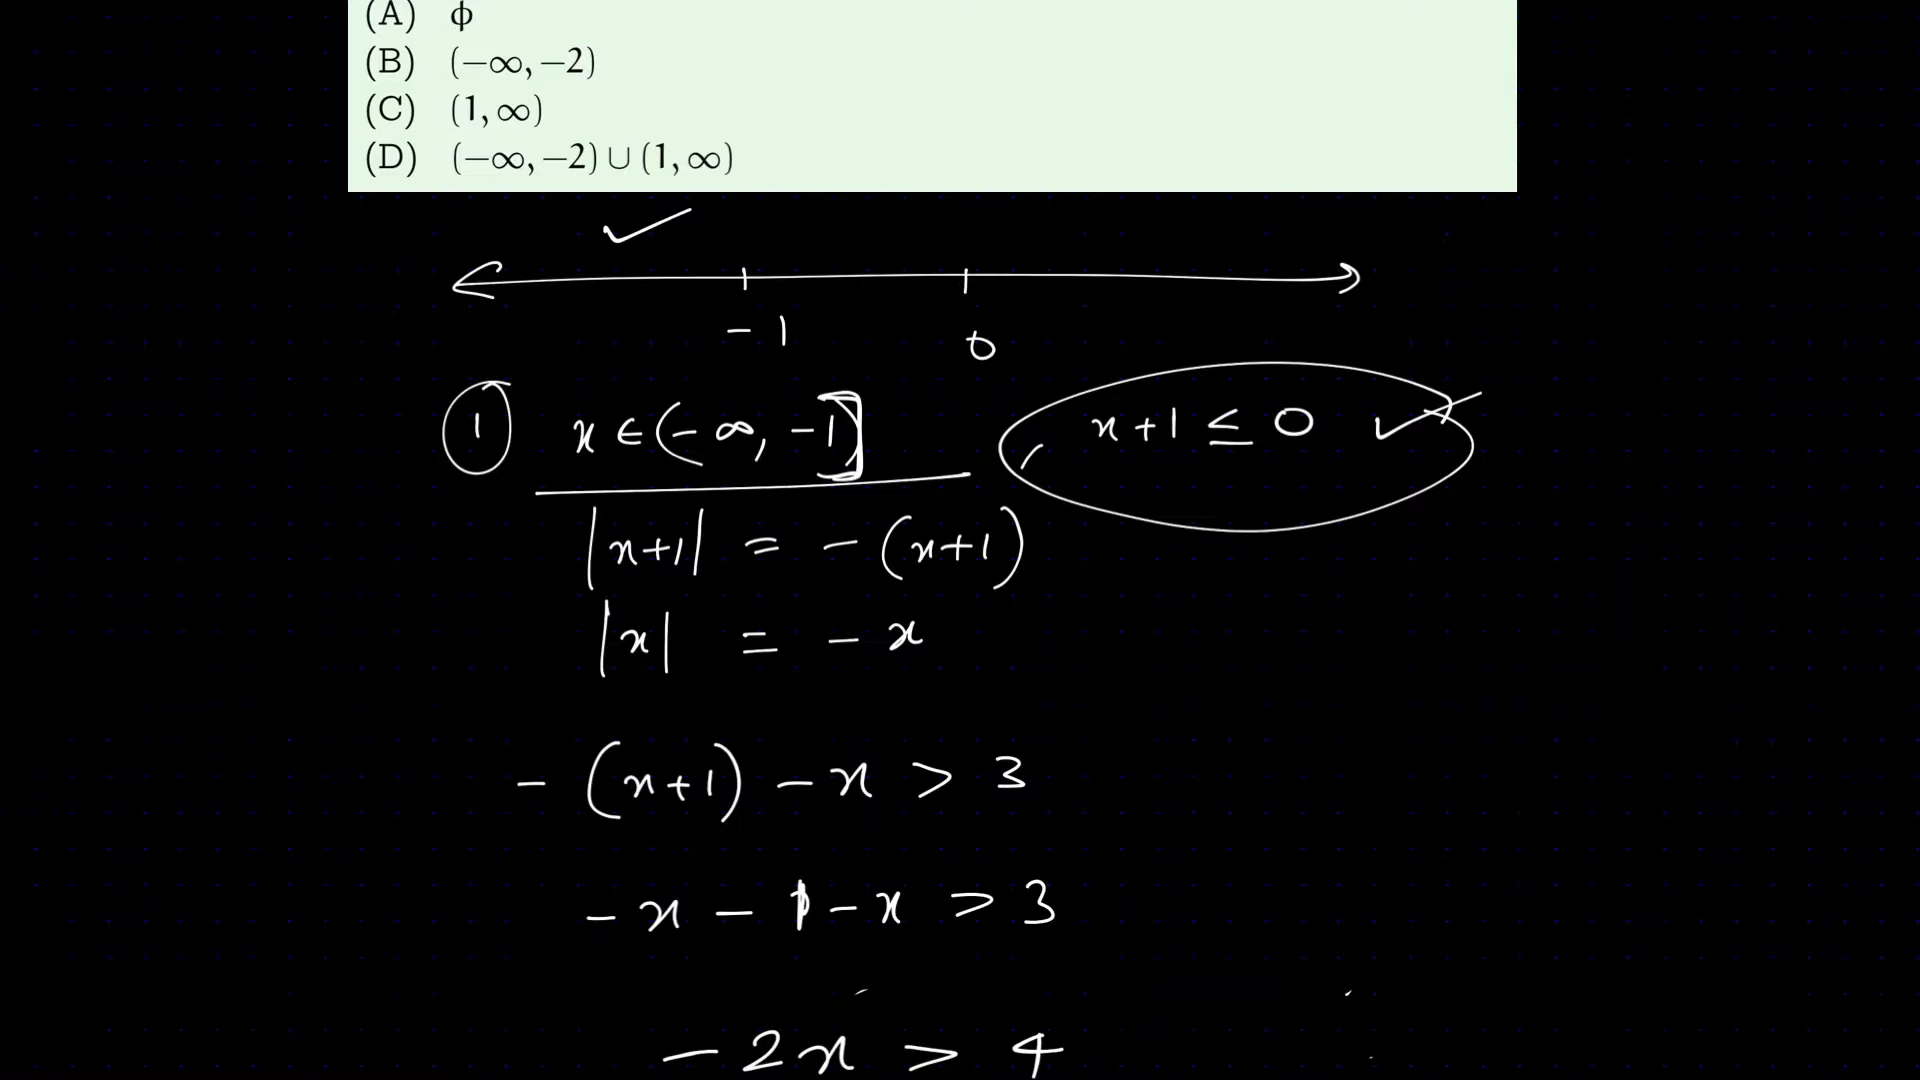 (A) ϕ
(B) (−∞, −2)
(C) (1, ∞)
(D) (−∞, −2) ∪ (1, ∞)
-1 0
1 x ∈ (-∞, -1] , x+1 ≤ 0
|x+1| = -(x+1)
|x| = -x
-(x+1) - x > 3
-x - 1 - x > 3
-2x > 4